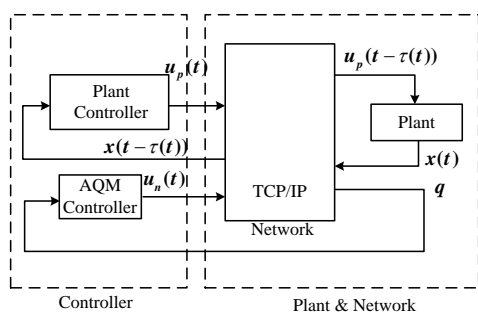 u_p(t)
Plant
Controller
x(t − τ(t))
AQM
Controller
u_n(t)
TCP/IP
Network
u_p(t − τ(t))
Plant
x(t)
q
Controller
Plant & Network